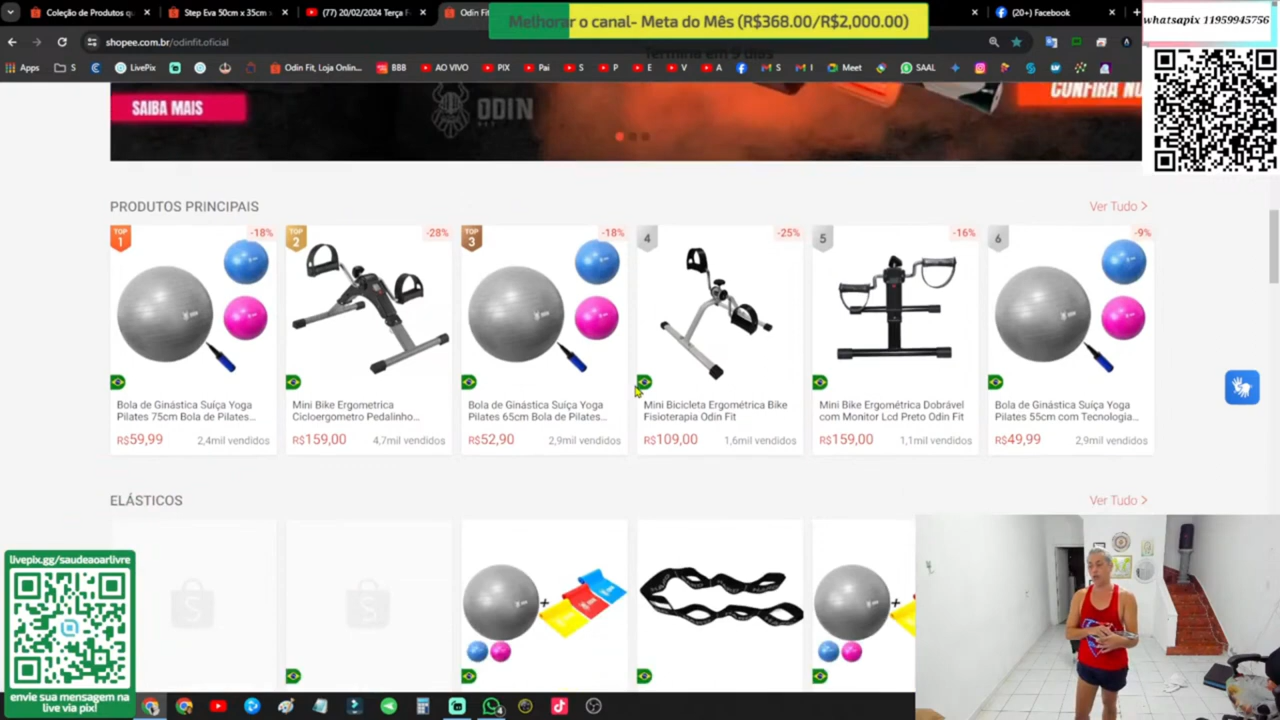 Coleção de Produtos q
Step Eva 50cm x 35cm
(77) 20/02/2024 Terça F
Odin Fi
Melhorar o canal- Meta do Mês (R$368.00/R$2,000.00)
(20+) Facebook
whatsapix 11959945756
shopee.com.br/odinfit.oficial
Termina em 9 dias
Apps
S
LivePix
Odin Fit, Loja Onlin...
BBB
AO VIVO
PIX
Pai
S
P
E
V
A
S
I
Meet
SAAL
SAIBA MAIS
ODIN
FIT
CONFIRA NO
PRODUTOS PRINCIPAIS
Ver Tudo >
TOP 1
-18%
TOP 2
-28%
TOP 3
-18%
4
-25%
5
-16%
6
-9%
Bola de Ginástica Suíça Yoga
Pilates 75cm Bola de Pilates...
R$59,99
2,4mil vendidos
Mini Bike Ergometrica
Cicloergometro Pedalinho...
R$159,00
4,7mil vendidos
Bola de Ginástica Suíça Yoga
Pilates 65cm Bola de Pilates...
R$52,90
2,9mil vendidos
Mini Bicicleta Ergométrica Bike
Fisioterapia Odin Fit
R$109,00
1,6mil vendidos
Mini Bike Ergométrica Dobrável
com Monitor Lcd Preto Odin Fit
R$159,00
1,1mil vendidos
Bola de Ginástica Suíça Yoga
Pilates 55cm com Tecnologia...
R$49,99
2,9mil vendidos
ELÁSTICOS
Ver Tudo >
livepix.gg/saudeaoarlivre
envie sua mensagem na
live via pix!